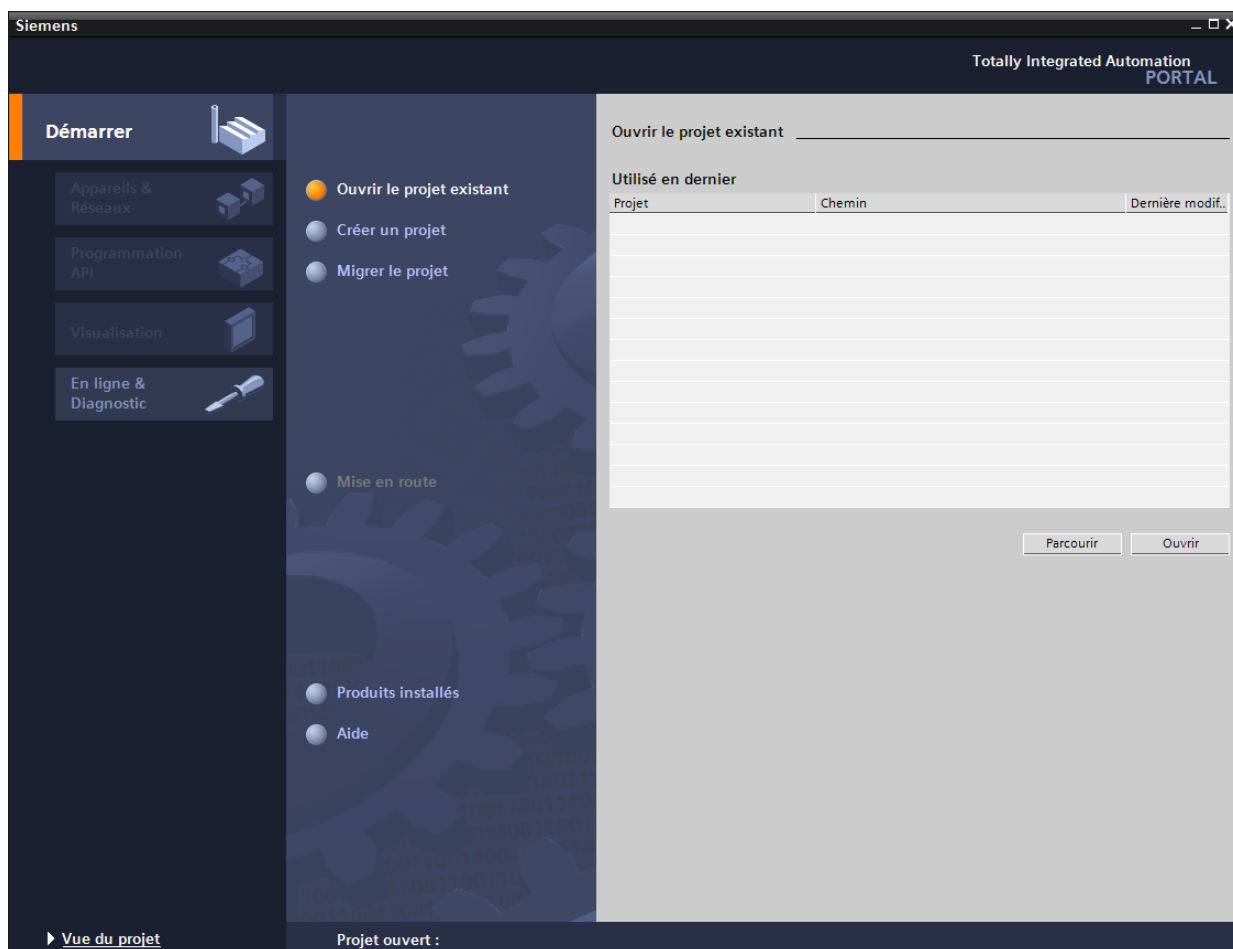 Siemens
Totally Integrated Automation
PORTAL
Démarrer
Appareils &
Réseaux
Programmation
API
Visualisation
En ligne &
Diagnostic
Ouvrir le projet existant
Créer un projet
Migrer le projet
Mise en route
Produits installés
Aide
Ouvrir le projet existant
Utilisé en dernier
Projet Chemin Dernière modif..
Parcourir Ouvrir
Vue du projet
Projet ouvert :